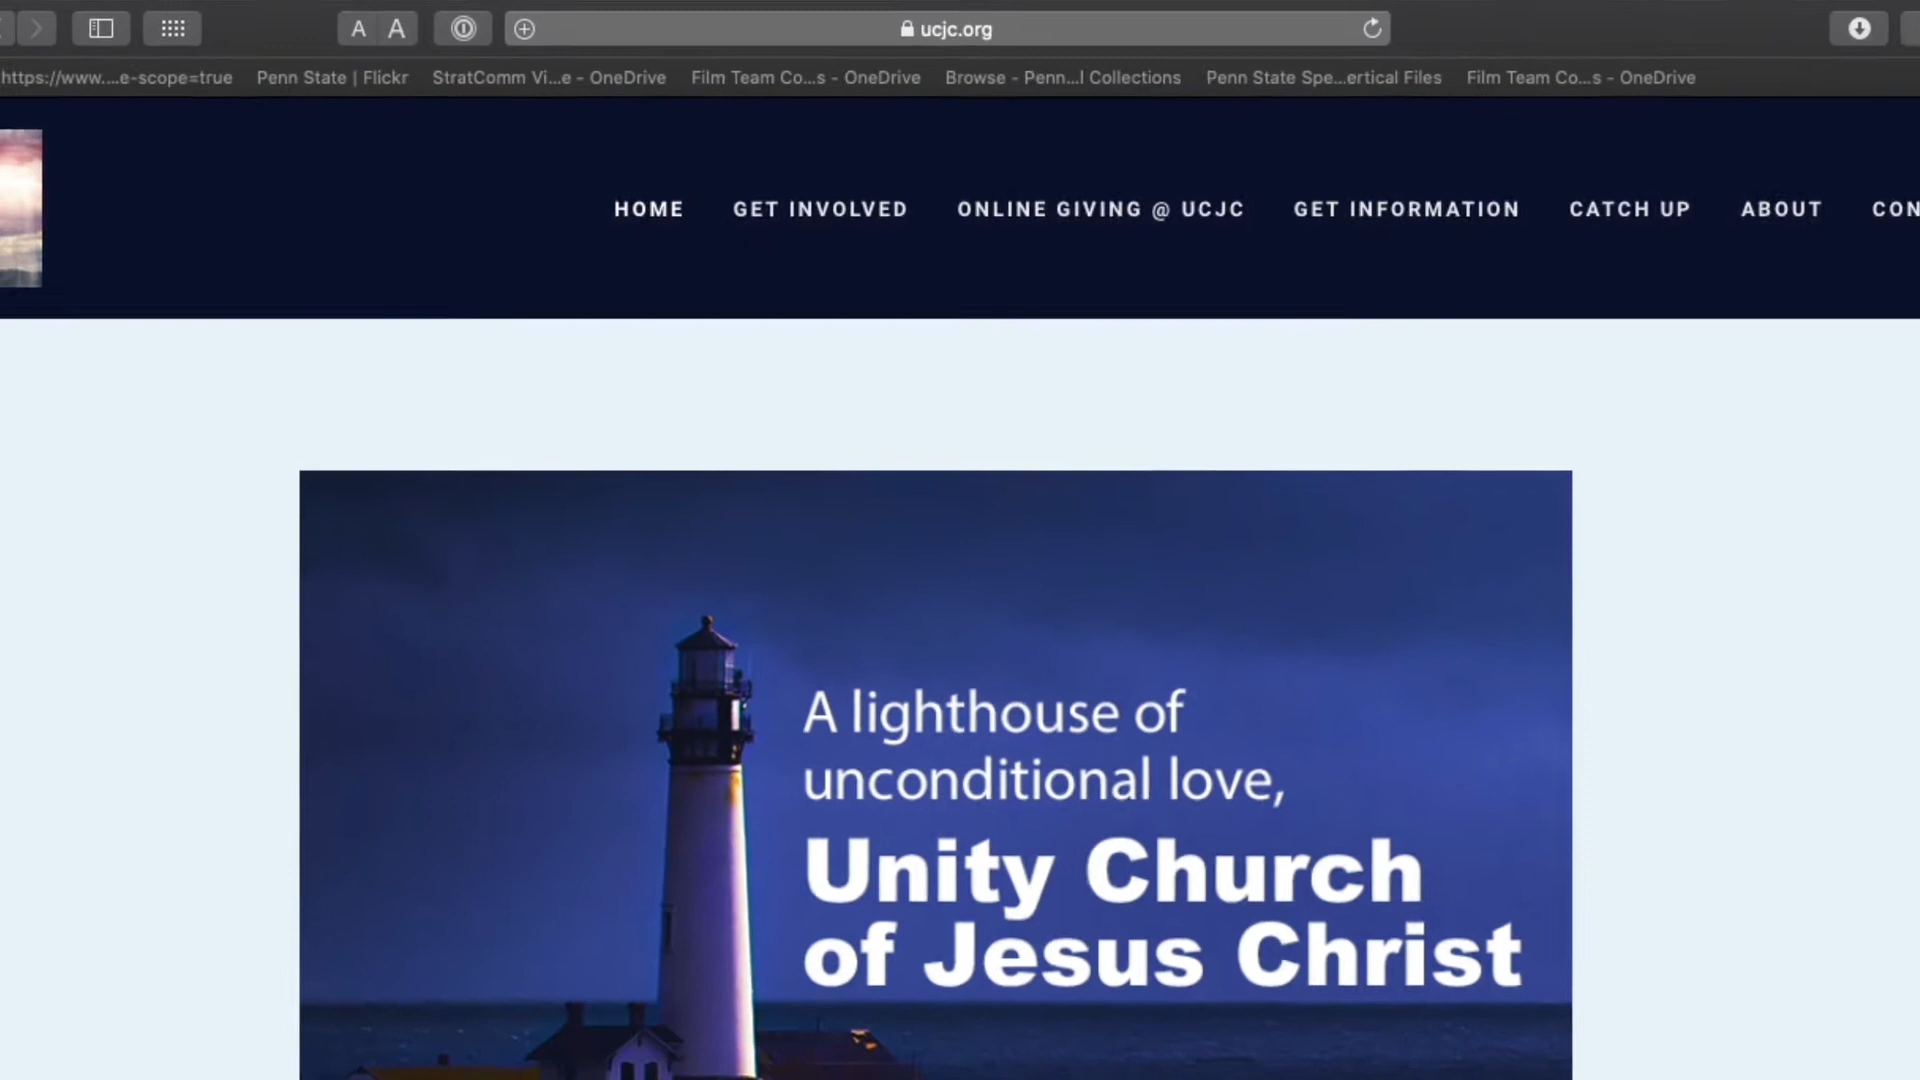 A A ucjc.org
https://www....e-scope=true Penn State | Flickr StratComm Vi...e - OneDrive Film Team Co...s - OneDrive Browse - Penn...l Collections Penn State Spe...ertical Files Film Team Co...s - OneDrive
HOME GET INVOLVED ONLINE GIVING @ UCJC GET INFORMATION CATCH UP ABOUT CON
A lighthouse of
unconditional love,
Unity Church
of Jesus Christ